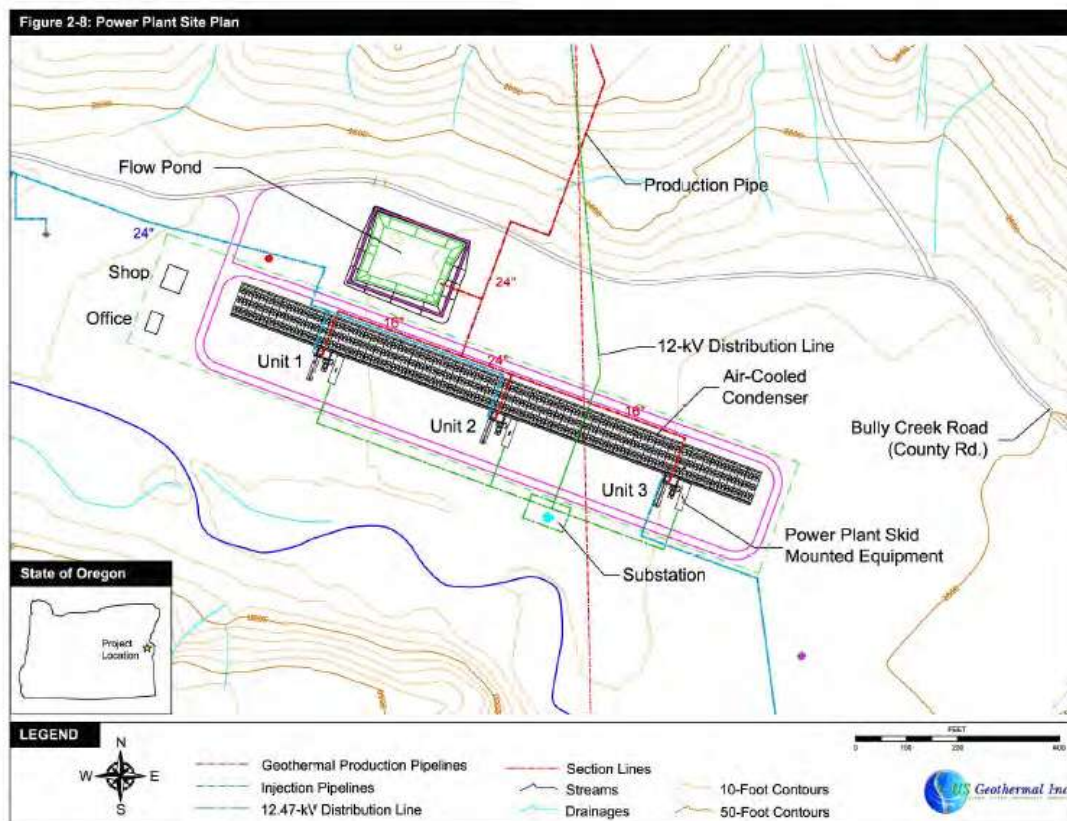 Figure 2-8: Power Plant Site Plan
Flow Pond
Production Pipe
24"
Shop
24"
Office
16"
12-kV Distribution Line
24"
Unit 1
Air-Cooled
Condenser
16"
Unit 2
Bully Creek Road
(County Rd.)
Unit 3
Power Plant Skid
Mounted Equipment
Substation
State of Oregon
Project
Location
LEGEND
N
W
E
S
Geothermal Production Pipelines
Injection Pipelines
12.47-kV Distribution Line
Section Lines
Streams
Drainages
10-Foot Contours
50-Foot Contours
FEET
0 100 200 400
US Geothermal Inc